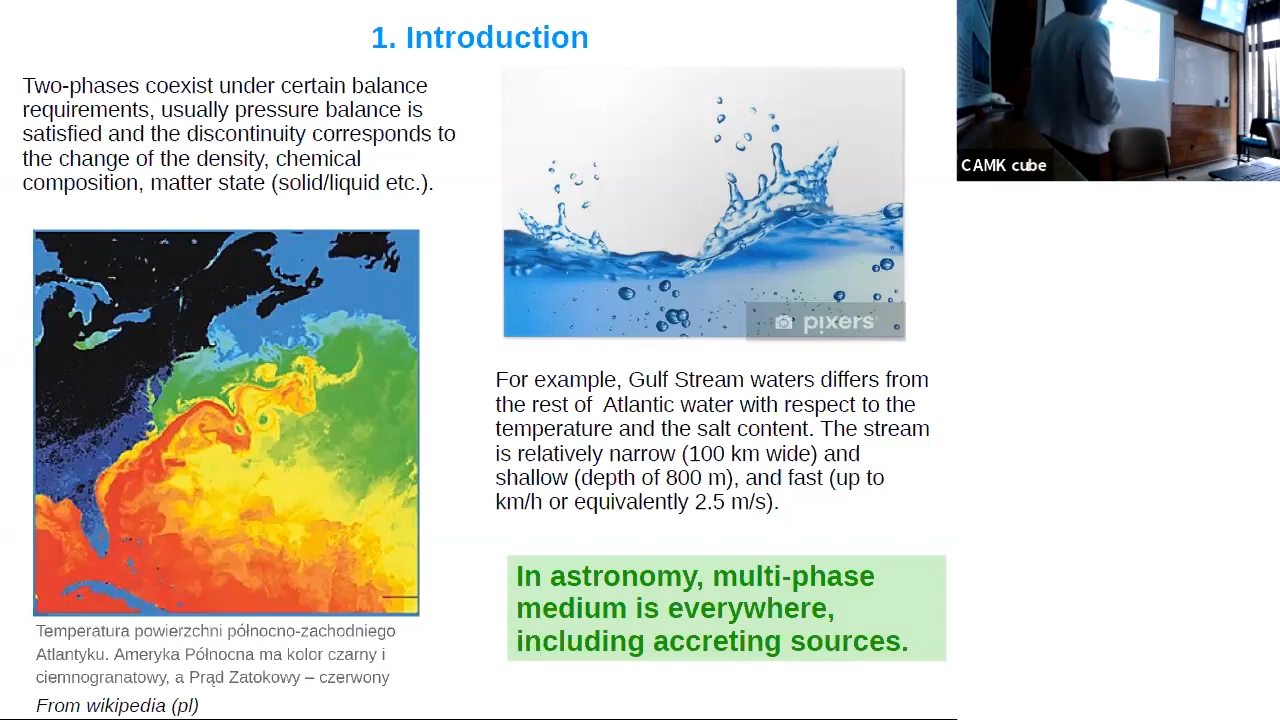 1. Introduction
Two-phases coexist under certain balance
requirements, usually pressure balance is
satisfied and the discontinuity corresponds to
the change of the density, chemical
composition, matter state (solid/liquid etc.).
pixers
For example, Gulf Stream waters differs from
the rest of Atlantic water with respect to the
temperature and the salt content. The stream
is relatively narrow (100 km wide) and
shallow (depth of 800 m), and fast (up to
km/h or equivalently 2.5 m/s).
In astronomy, multi-phase
medium is everywhere,
including accreting sources.
Temperatura powierzchni północno-zachodniego
Atlantyku. Ameryka Północna ma kolor czarny i
ciemnogranatowy, a Prąd Zatokowy – czerwony
From wikipedia (pl)
CAMK cube